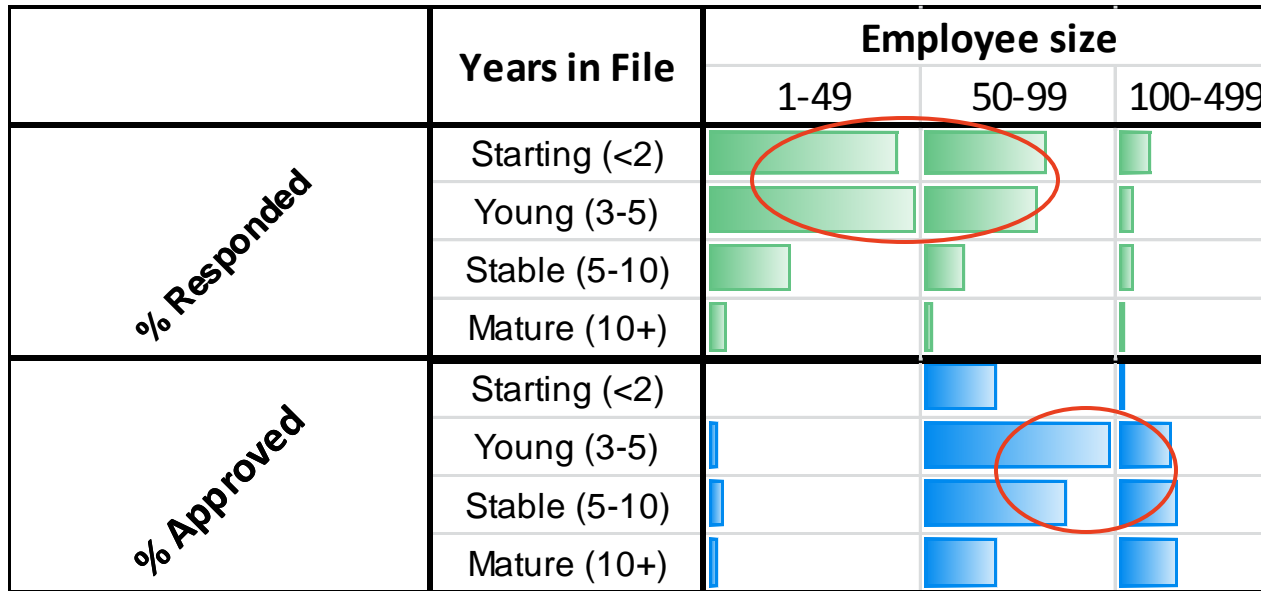 Years in File
Employee size
1-49 50-99 100-499
% Responded
Starting (<2)
Young (3-5)
Stable (5-10)
Mature (10+)
% Approved
Starting (<2)
Young (3-5)
Stable (5-10)
Mature (10+)